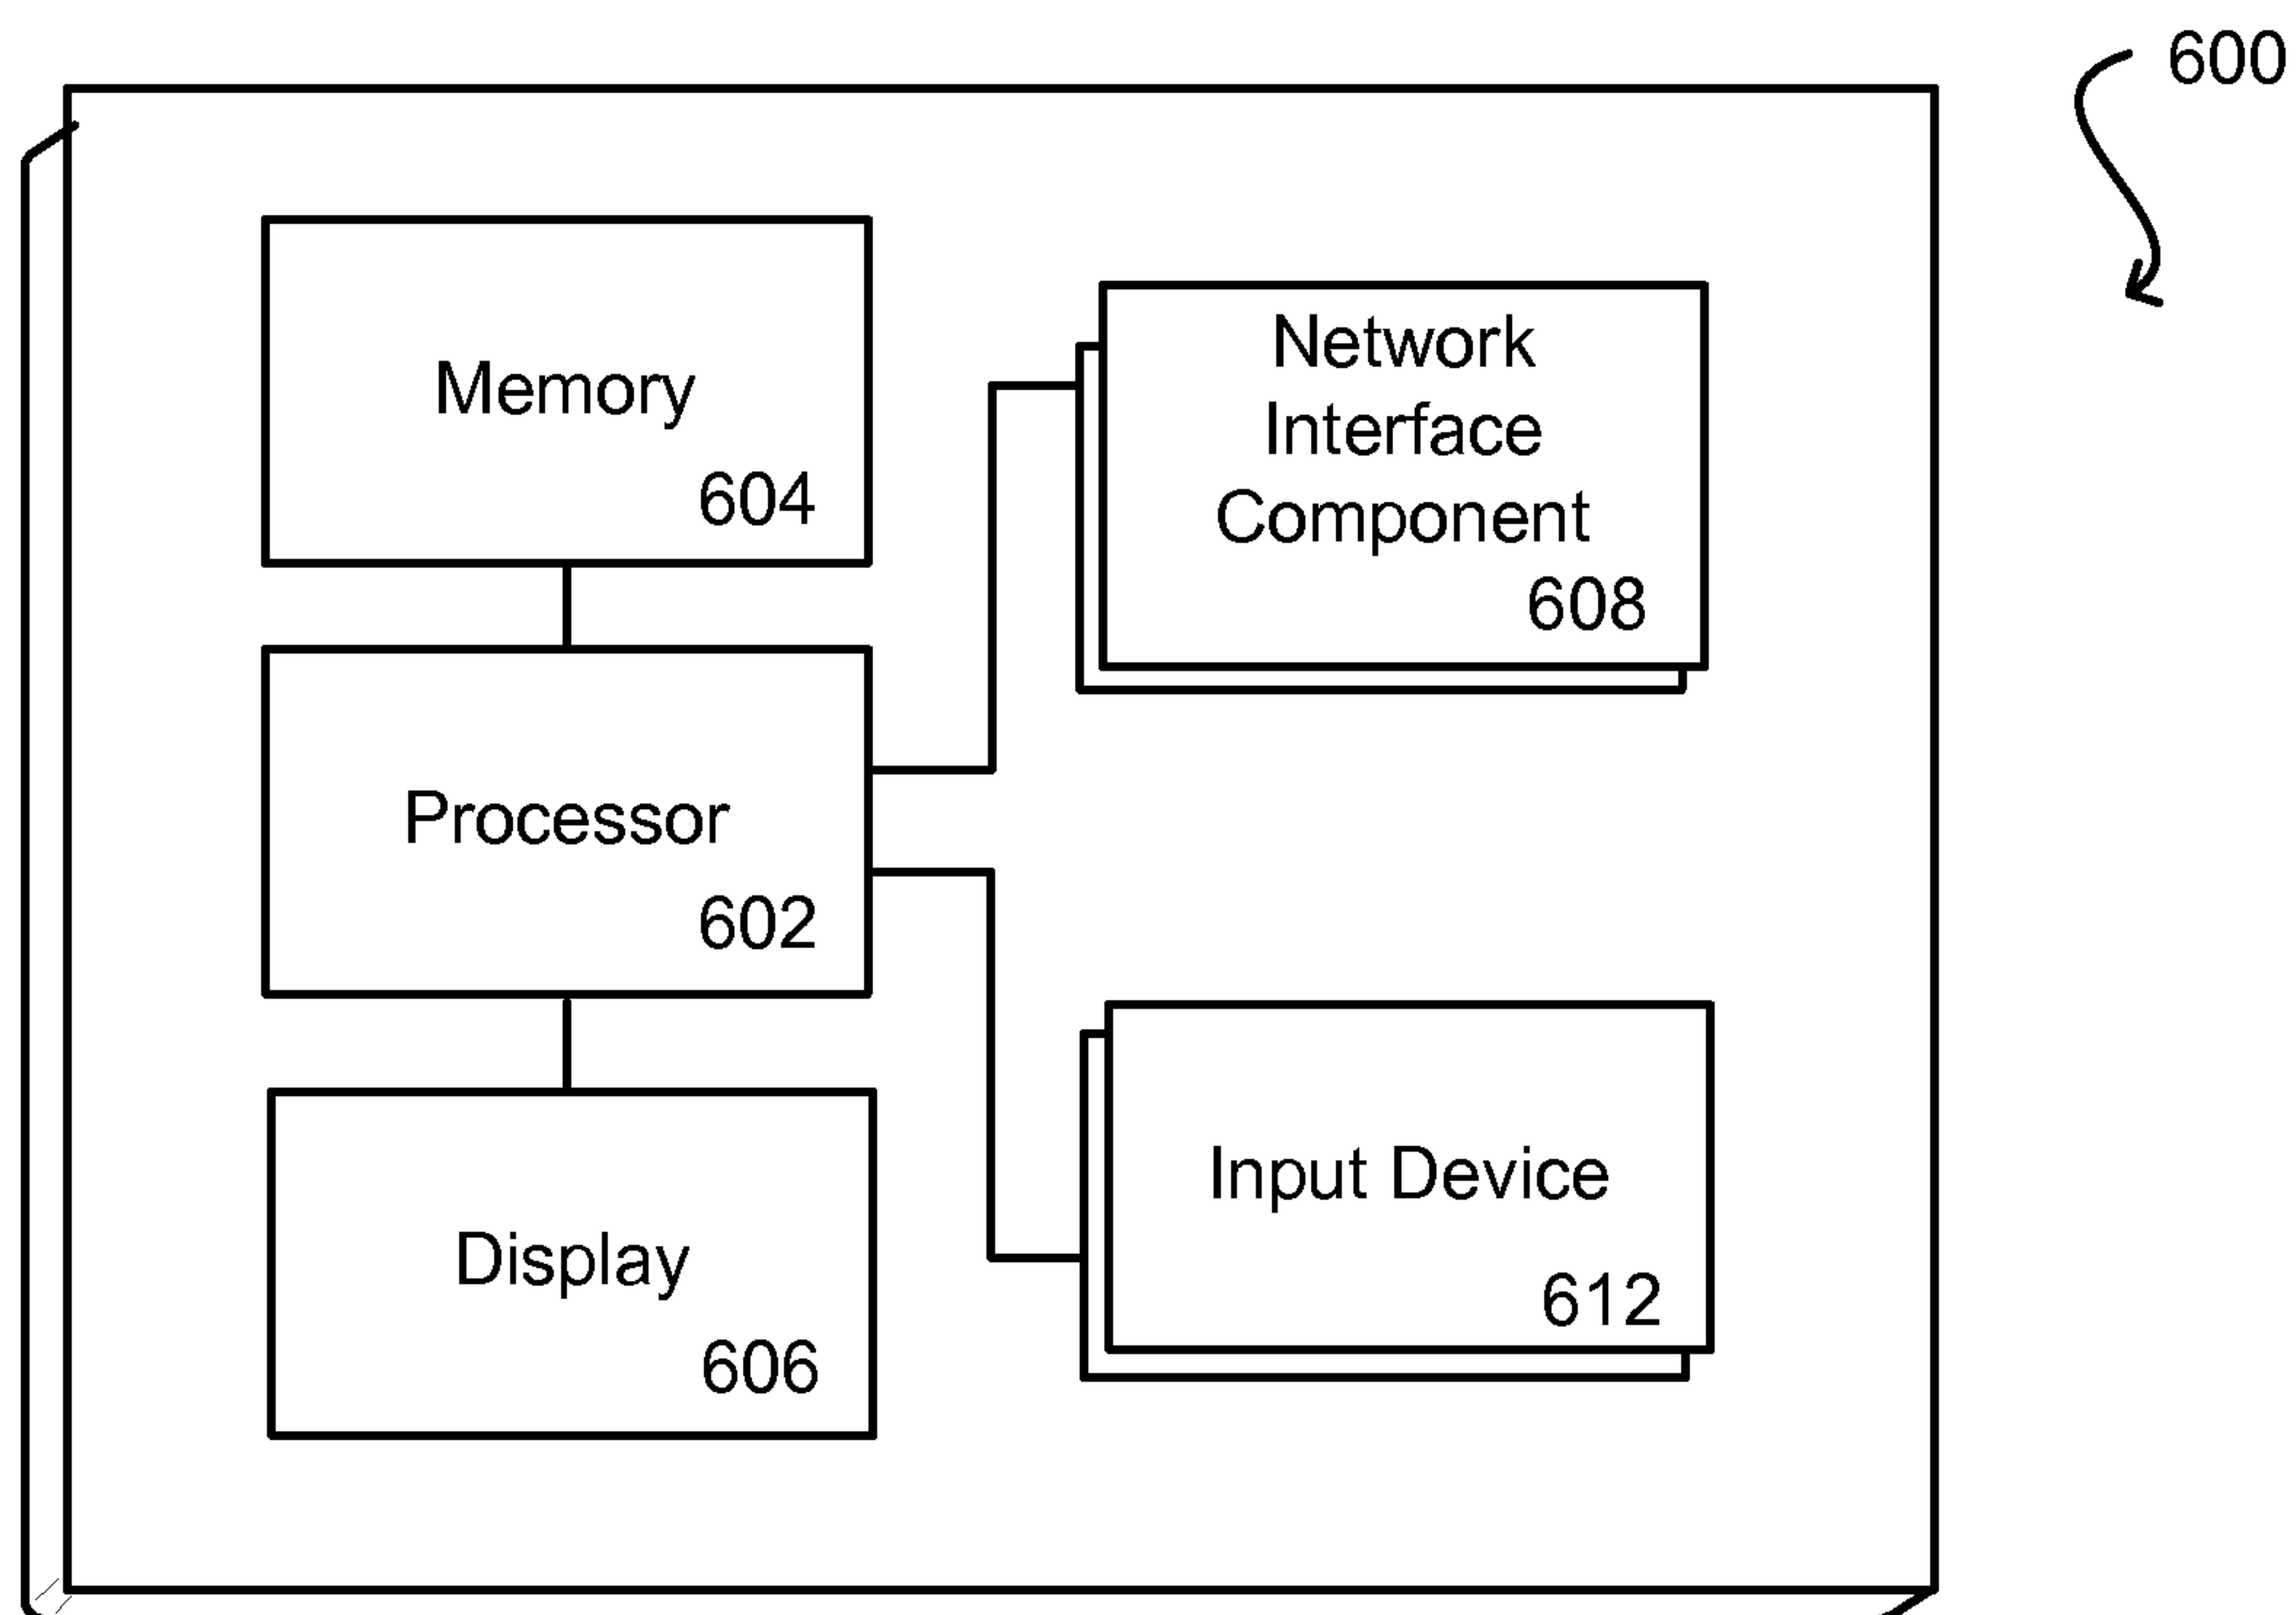 600
Memory
604
Network
Interface
Component
608
Processor
602
Display
606
Input Device
612